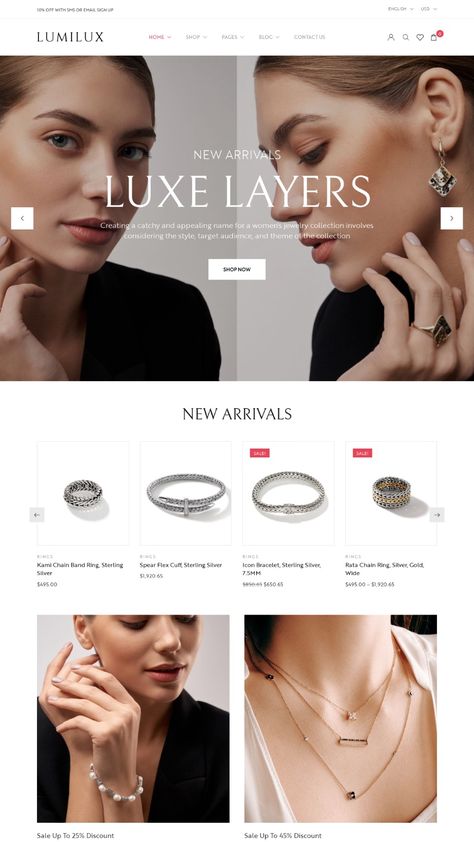 10% OFF WITH SMS OR EMAIL SIGN UP
ENGLISH
USD
LUMILUX
HOME
SHOP
PAGES
BLOG
CONTACT US
NEW ARRIVALS
LUXE LAYERS
Creating a catchy and appealing name for a women's jewelry collection involves
considering the style, target audience, and theme of the collection
SHOP NOW
NEW ARRIVALS
SALE!
SALE!
RINGS
Kami Chain Band Ring, Sterling
Silver
$495.00
RINGS
Spear Flex Cuff, Sterling Silver
$1,920.65
RINGS
Icon Bracelet, Sterling Silver,
7.5MM
$850.65 $650.65
RINGS
Rata Chain Ring, Silver, Gold,
Wide
$495.00 – $1,920.65
Sale Up To 25% Discount
Sale Up To 45% Discount